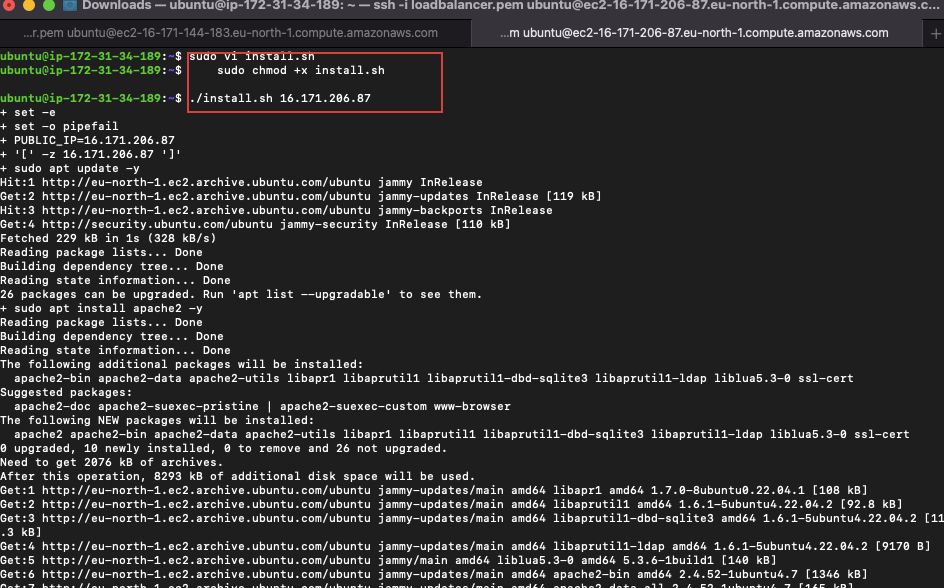 Downloads — ubuntu@ip-172-31-34-189: ~ — ssh -i loadbalancer.pem ubuntu@ec2-16-171-206-87.eu-north-1.compute.amazonaws.c...
...r.pem ubuntu@ec2-16-171-144-183.eu-north-1.compute.amazonaws.com
...m ubuntu@ec2-16-171-206-87.eu-north-1.compute.amazonaws.com
+
ubuntu@ip-172-31-34-189:~$ sudo vi install.sh
ubuntu@ip-172-31-34-189:~$     sudo chmod +x install.sh
ubuntu@ip-172-31-34-189:~$ ./install.sh 16.171.206.87
+ set -e
+ set -o pipefail
+ PUBLIC_IP=16.171.206.87
+ '[' -z 16.171.206.87 ']'
+ sudo apt update -y
Hit:1 http://eu-north-1.ec2.archive.ubuntu.com/ubuntu jammy InRelease
Get:2 http://eu-north-1.ec2.archive.ubuntu.com/ubuntu jammy-updates InRelease [119 kB]
Hit:3 http://eu-north-1.ec2.archive.ubuntu.com/ubuntu jammy-backports InRelease
Get:4 http://security.ubuntu.com/ubuntu jammy-security InRelease [110 kB]
Fetched 229 kB in 1s (328 kB/s)
Reading package lists... Done
Building dependency tree... Done
Reading state information... Done
26 packages can be upgraded. Run 'apt list --upgradable' to see them.
+ sudo apt install apache2 -y
Reading package lists... Done
Building dependency tree... Done
Reading state information... Done
The following additional packages will be installed:
  apache2-bin apache2-data apache2-utils libapr1 libaprutil1 libaprutil1-dbd-sqlite3 libaprutil1-ldap liblua5.3-0 ssl-cert
Suggested packages:
  apache2-doc apache2-suexec-pristine | apache2-suexec-custom www-browser
The following NEW packages will be installed:
  apache2 apache2-bin apache2-data apache2-utils libapr1 libaprutil1 libaprutil1-dbd-sqlite3 libaprutil1-ldap liblua5.3-0 ssl-cert
0 upgraded, 10 newly installed, 0 to remove and 26 not upgraded.
Need to get 2076 kB of archives.
After this operation, 8293 kB of additional disk space will be used.
Get:1 http://eu-north-1.ec2.archive.ubuntu.com/ubuntu jammy-updates/main amd64 libapr1 amd64 1.7.0-8ubuntu0.22.04.1 [108 kB]
Get:2 http://eu-north-1.ec2.archive.ubuntu.com/ubuntu jammy-updates/main amd64 libaprutil1 amd64 1.6.1-5ubuntu4.22.04.2 [92.8 kB]
Get:3 http://eu-north-1.ec2.archive.ubuntu.com/ubuntu jammy-updates/main amd64 libaprutil1-dbd-sqlite3 amd64 1.6.1-5ubuntu4.22.04.2 [11
.3 kB]
Get:4 http://eu-north-1.ec2.archive.ubuntu.com/ubuntu jammy-updates/main amd64 libaprutil1-ldap amd64 1.6.1-5ubuntu4.22.04.2 [9170 B]
Get:5 http://eu-north-1.ec2.archive.ubuntu.com/ubuntu jammy/main amd64 liblua5.3-0 amd64 5.3.6-1build1 [140 kB]
Get:6 http://eu-north-1.ec2.archive.ubuntu.com/ubuntu jammy-updates/main amd64 apache2-bin amd64 2.4.52-1ubuntu4.7 [1346 kB]